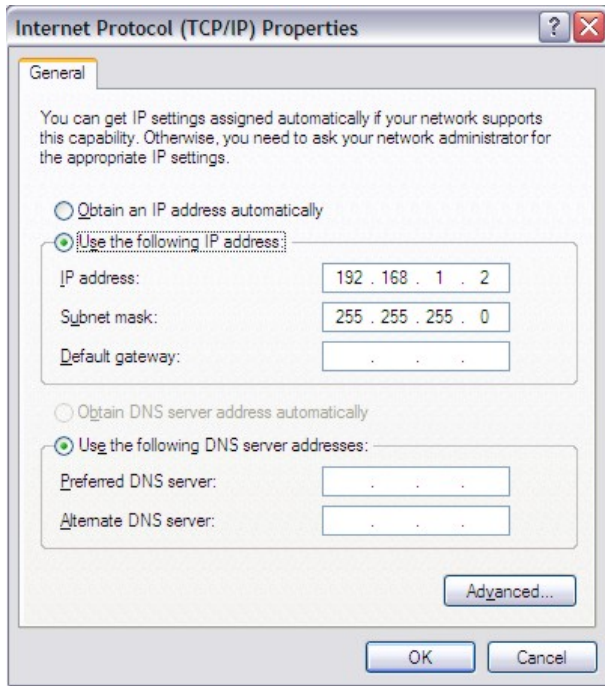 Internet Protocol (TCP/IP) Properties
General
You can get IP settings assigned automatically if your network supports
this capability. Otherwise, you need to ask your network administrator for
the appropriate IP settings.
Obtain an IP address automatically
Use the following IP address:
IP address: 192 . 168 . 1 . 2
Subnet mask: 255 . 255 . 255 . 0
Default gateway: . . .
Obtain DNS server address automatically
Use the following DNS server addresses:
Preferred DNS server: . . .
Alternate DNS server: . . .
Advanced...
OK Cancel